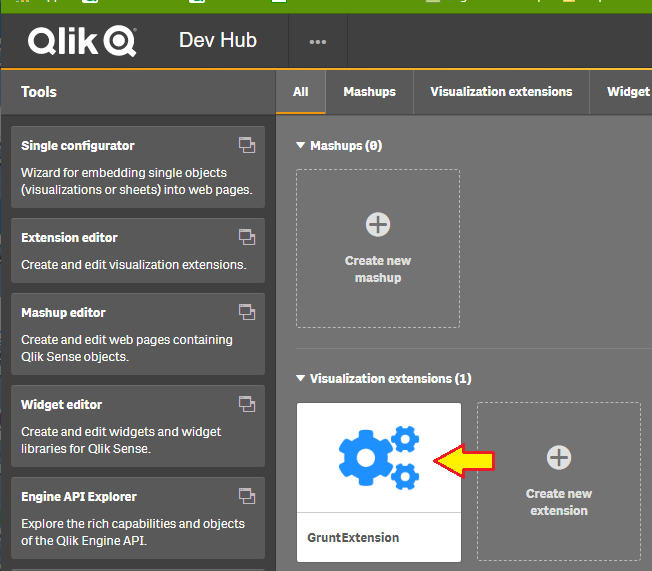 Qlik Dev Hub
Tools
All Mashups Visualization extensions Widget
Single configurator
Wizard for embedding single objects
(visualizations or sheets) into web pages.
Extension editor
Create and edit visualization extensions.
Mashup editor
Create and edit web pages containing
Qlik Sense objects.
Widget editor
Create and edit widgets and widget
libraries for Qlik Sense.
Engine API Explorer
Explore the rich capabilities and objects
of the Qlik Engine API.
Mashups (0)
Create new
mashup
Visualization extensions (1)
GruntExtension
Create new
extension